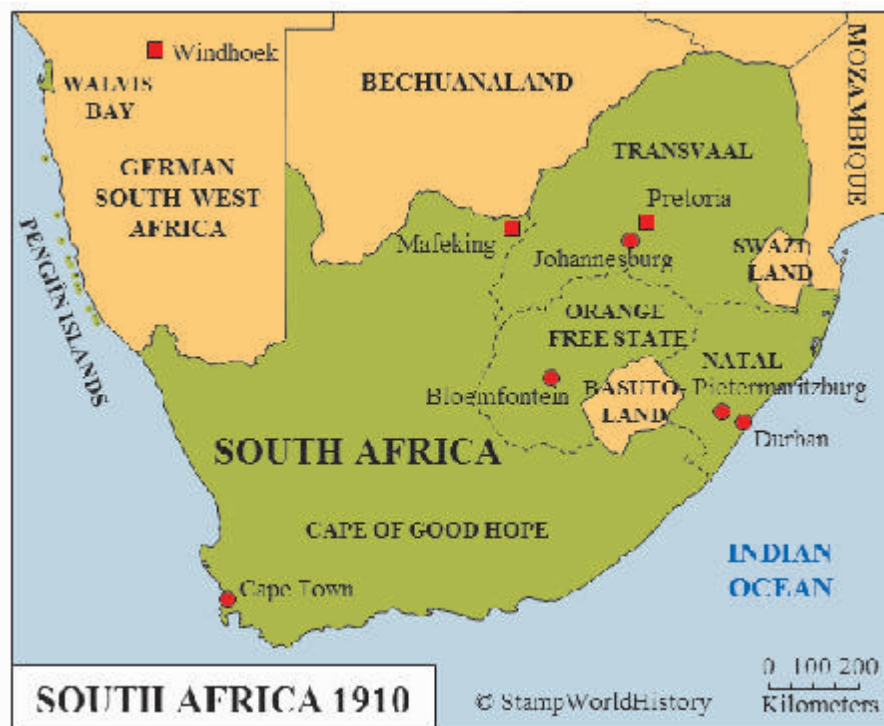 Windhoek
WALVIS
BAY
BECHUANALAND
MOZAMBIQUE
GERMAN
SOUTH WEST
AFRICA
TRANSVAAL
Pretoria
Mafeking
Johannesburg
SWAZI
LAND
PENGUIN ISLANDS
ORANGE
FREE STATE
NATAL
Bloemfontein
BASUTO-
LAND
Pietermaritzburg
Durban
SOUTH AFRICA
CAPE OF GOOD HOPE
INDIAN
OCEAN
Cape Town
0 100 200
Kilometers
SOUTH AFRICA 1910
© StampWorldHistory